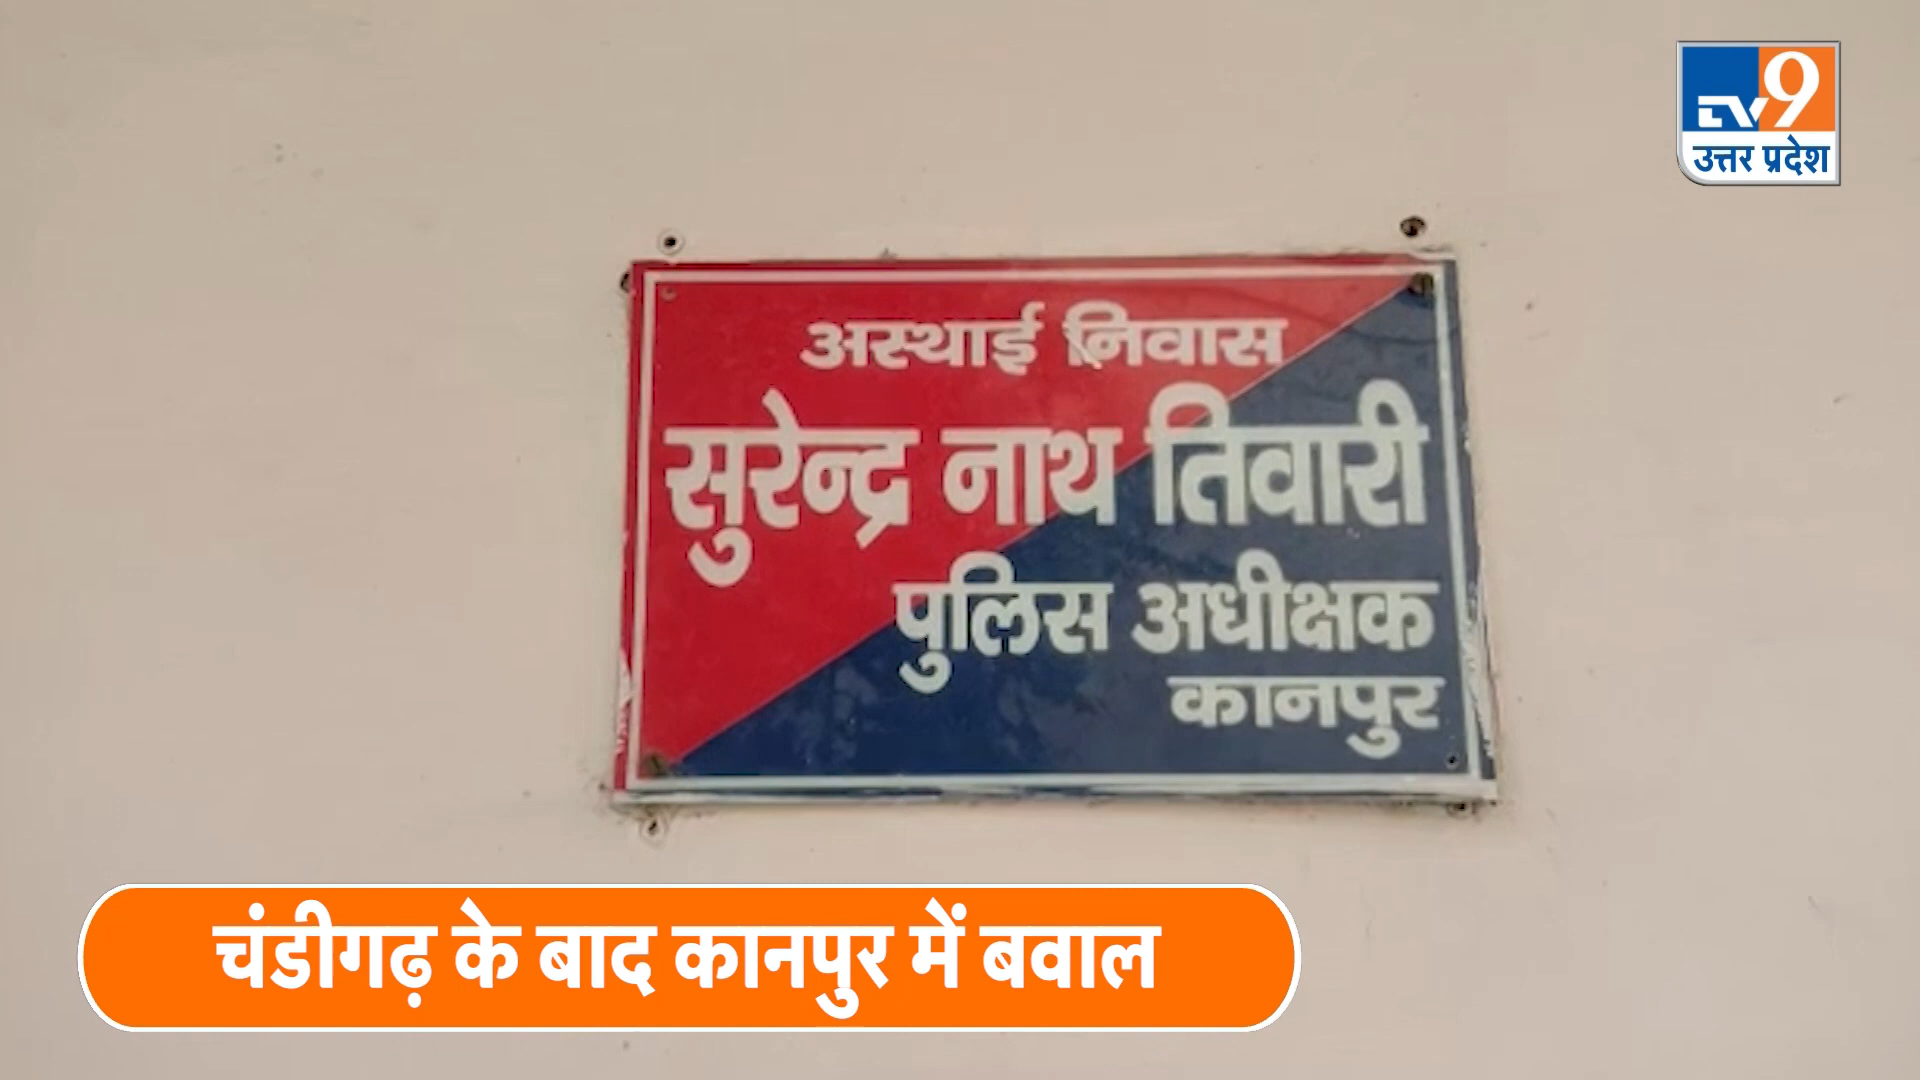 TV9
उत्तर प्रदेश
अस्थाई निवास
सुरेन्द्र नाथ तिवारी
पुलिस अधीक्षक
कानपुर
चंडीगढ़ के बाद कानपुर में बवाल